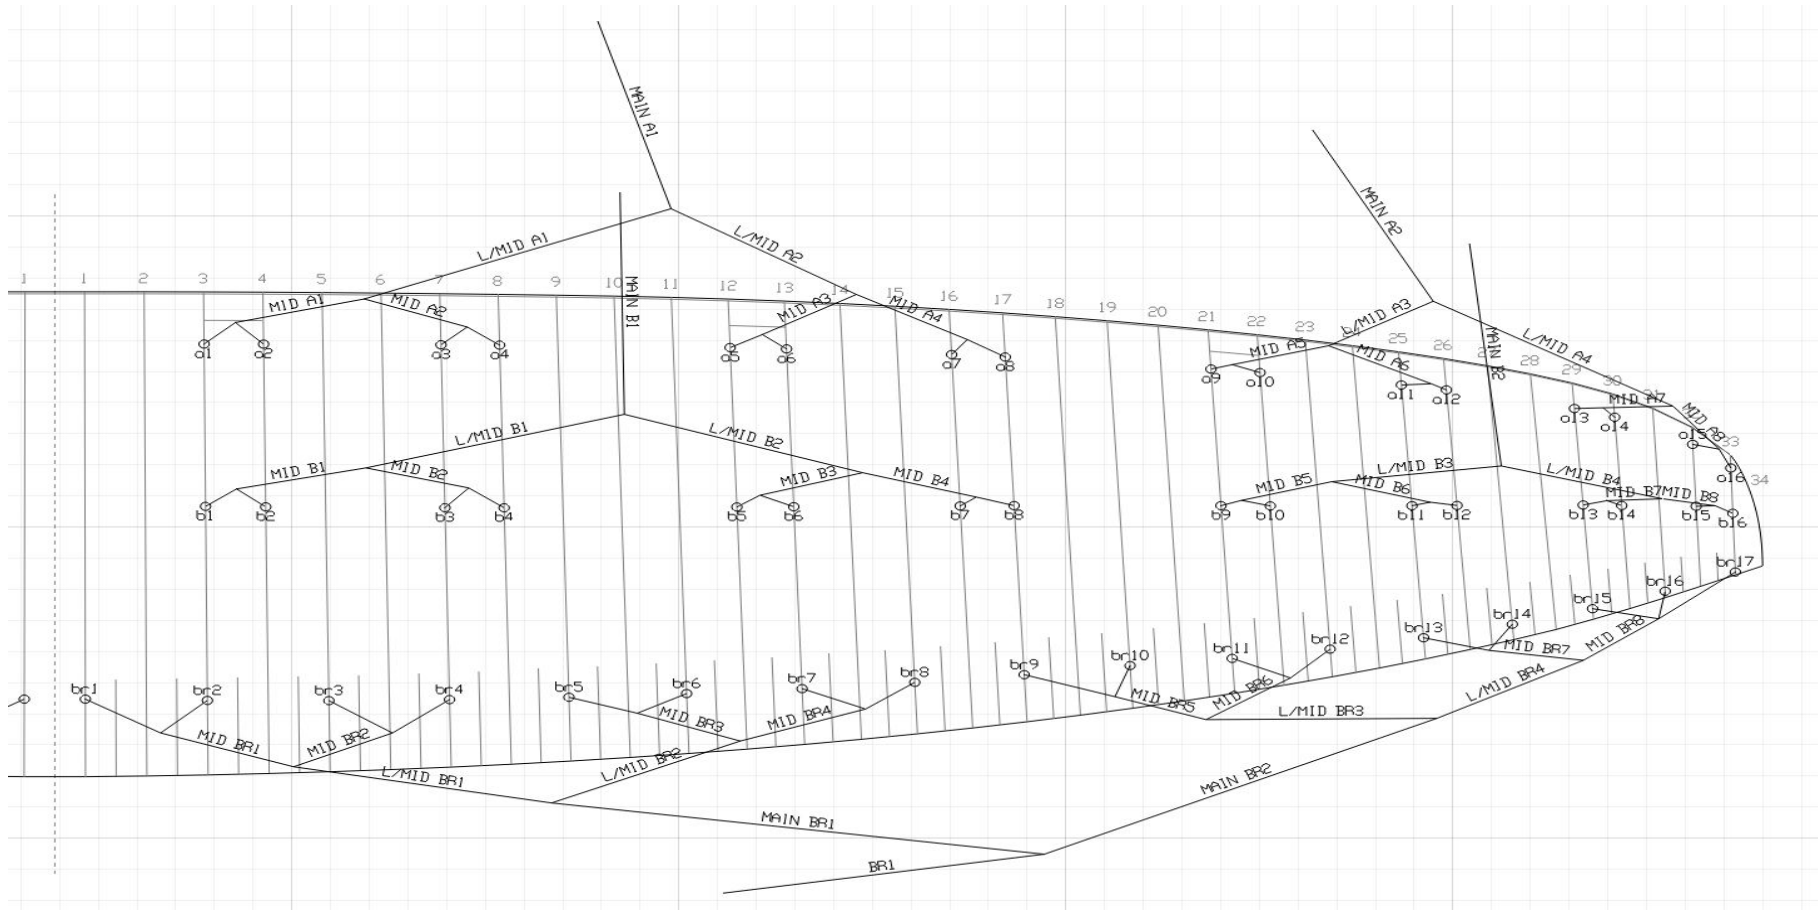 MAIN A1
MAIN A2
L/MID A1
L/MID A2
1 1 2 3 4 5 6 7 8 9 10 11 12 13 14 15 16 17 18 19 20 21 22 23 25 26 28 29 30 31 33 34
MAIN B1
MAIN B2
MID A1
MID A2
MID A3
MID A4
L/MID A3
L/MID A4
MID A5
MID A6
MID A7
MID A8
a1 a2 a3 a4 a5 a6 a7 a8 a9 a10 a11 a12 a13 a14 a15 a16
L/MID B1
L/MID B2
L/MID B3
L/MID B4
MID B1
MID B2
MID B3
MID B4
MID B5
MID B6
MID B7
MID B8
b1 b2 b3 b4 b5 b6 b7 b8 b9 b10 b11 b12 b13 b14 b15 b16
br1 br2 br3 br4 br5 br6 br7 br8 br9 br10 br11 br12 br13 br14 br15 br16 br17
MID BR1
MID BR2
MID BR3
MID BR4
MID BR5
MID BR6
MID BR7
MID BR8
L/MID BR1
L/MID BR2
L/MID BR3
L/MID BR4
MAIN BR1
MAIN BR2
BR1